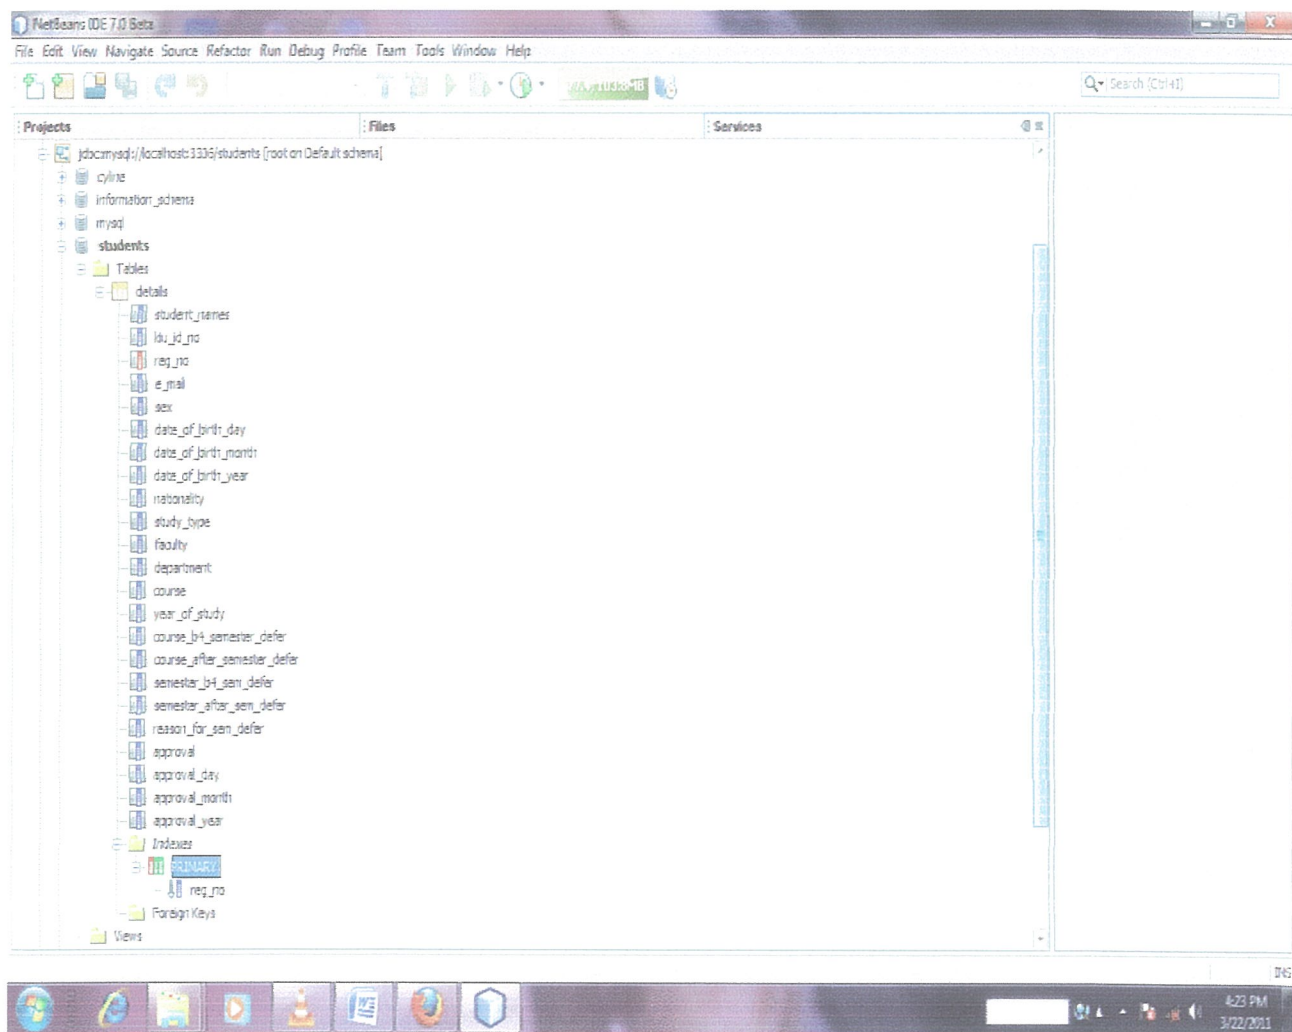 NetBeans IDE 7.0 Beta
File Edit View Navigate Source Refactor Run Debug Profile Team Tools Window Help
Search (Ctrl+I)
Projects Files Services
jdbc:mysql://localhost:3306/students [root on Default schema]
information_schema
mysql
students
Tables
details
student_names
reg_no
e_mail
sex
date_of_birth_day
date_of_birth_month
date_of_birth_year
nationality
study_type
faculty
department
course
year_of_study
course_b4_semester_defer
course_after_semester_defer
semester_b4_sem_defer
semester_after_sem_defer
reason_for_sem_defer
approval
approval_day
approval_month
approval_year
Indexes
PRIMARY
reg_no
Foreign Keys
Views
INS
4:23 PM
3/22/2011